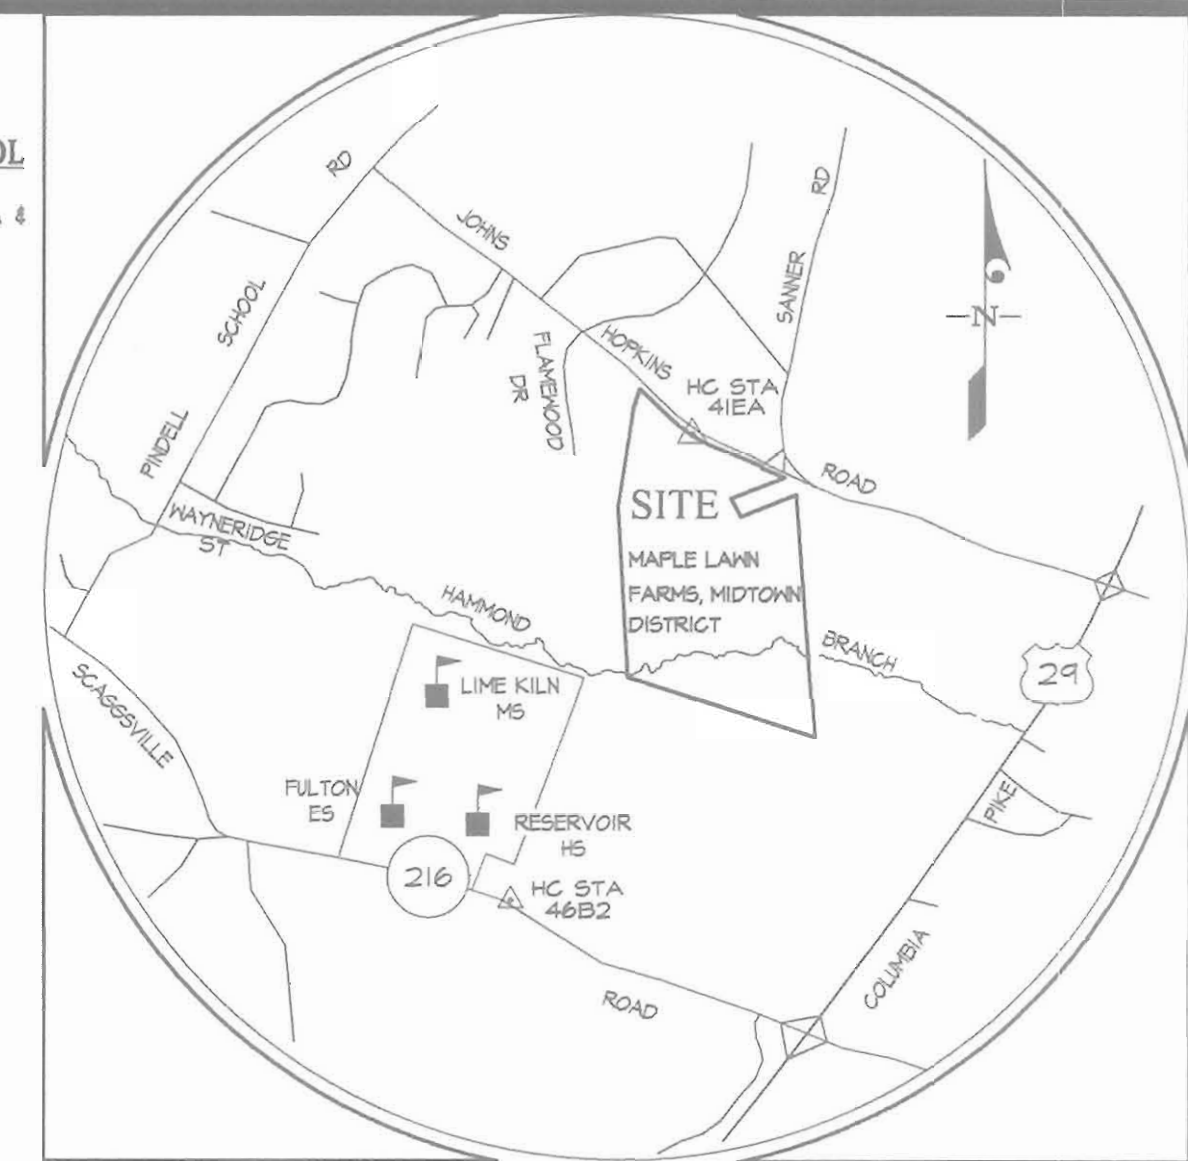 OL
&
RD
JOHNS
SANNER RD
SCHOOL
HOPKINS
FLAMEWOOD
DR
HC STA
41EA
-N-
PINDELL
ROAD
SITE
WAYNERIDGE
ST
MAPLE LAWN
FARMS, MIDTOWN
DISTRICT
HAMMOND
BRANCH
29
LIME KILN
MS
SCAGGSVILLE
FULTON
ES
PIKE
RESERVOIR
HS
216
HC STA
46B2
COLUMBIA
ROAD